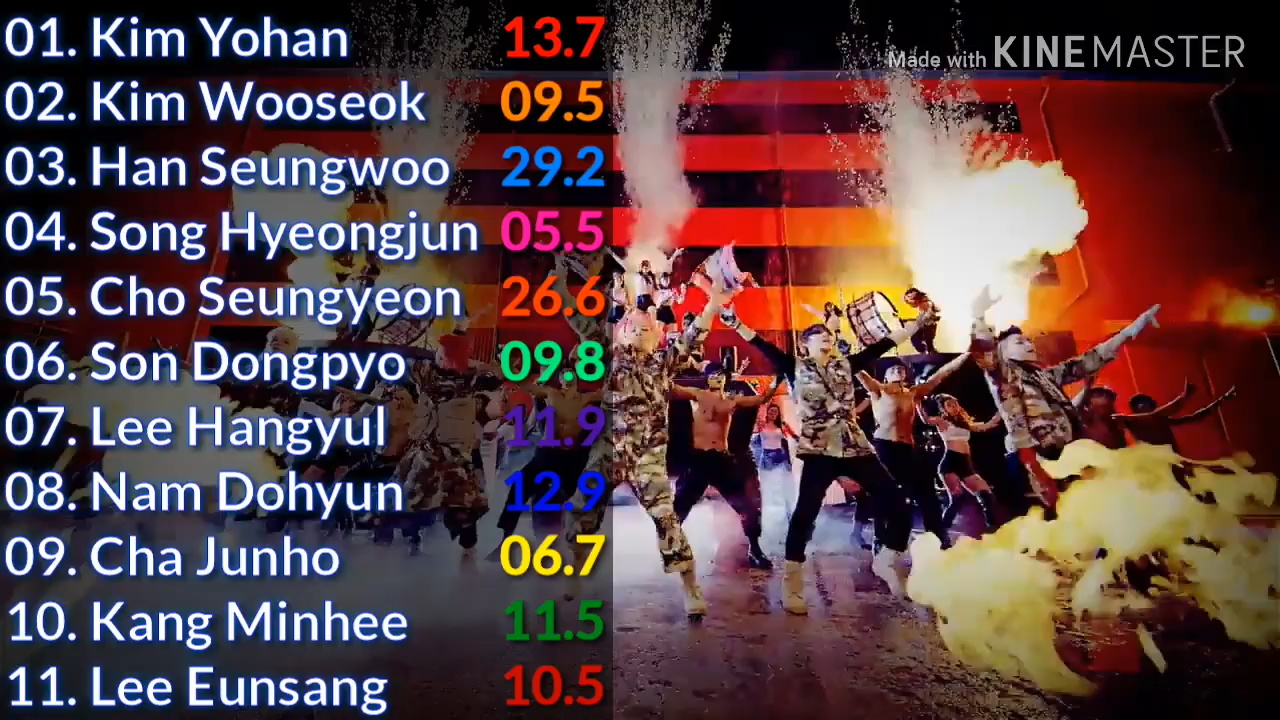 01. Kim Yohan 13.7
Made with KINEMASTER
02. Kim Wooseok 09.5
03. Han Seungwoo 29.2
04. Song Hyeongjun 05.5
05. Cho Seungyeon 26.6
06. Son Dongpyo 09.8
07. Lee Hangyul 11.9
08. Nam Dohyun 12.9
09. Cha Junho 06.7
10. Kang Minhee 11.5
11. Lee Eunsang 10.5